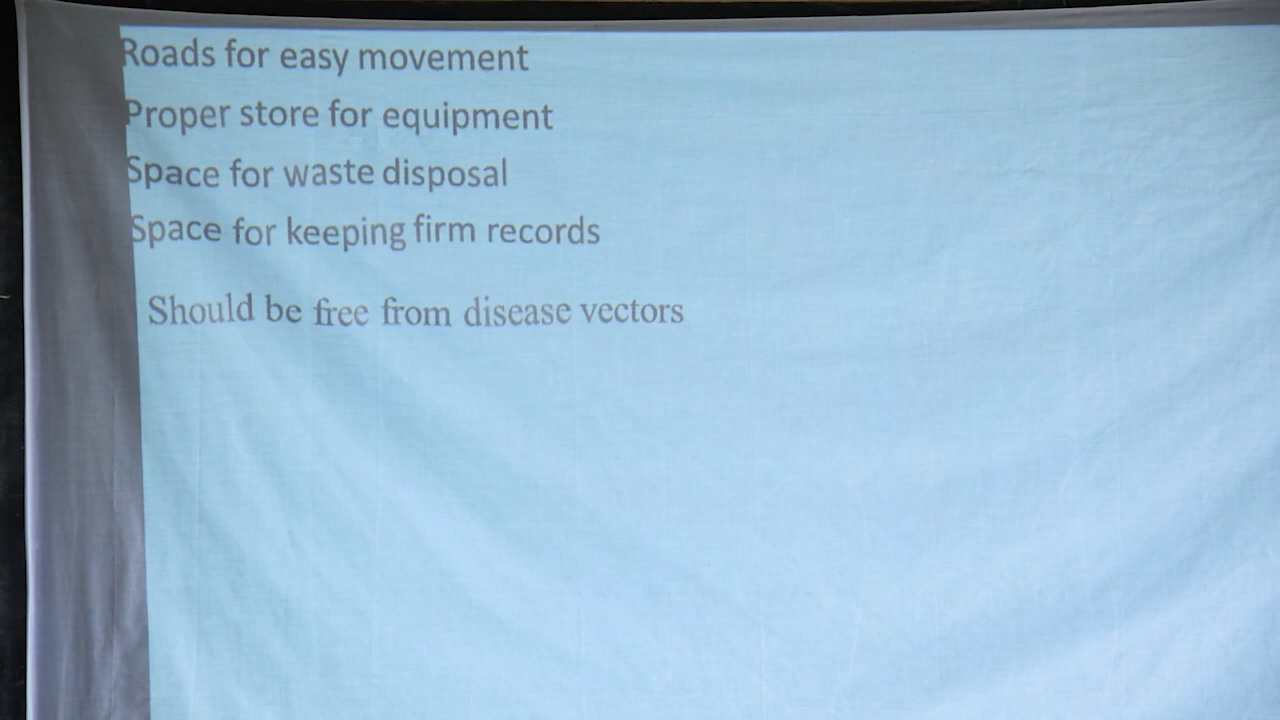 Roads for easy movement
Proper store for equipment
Space for waste disposal
Space for keeping firm records
Should be free from disease vectors